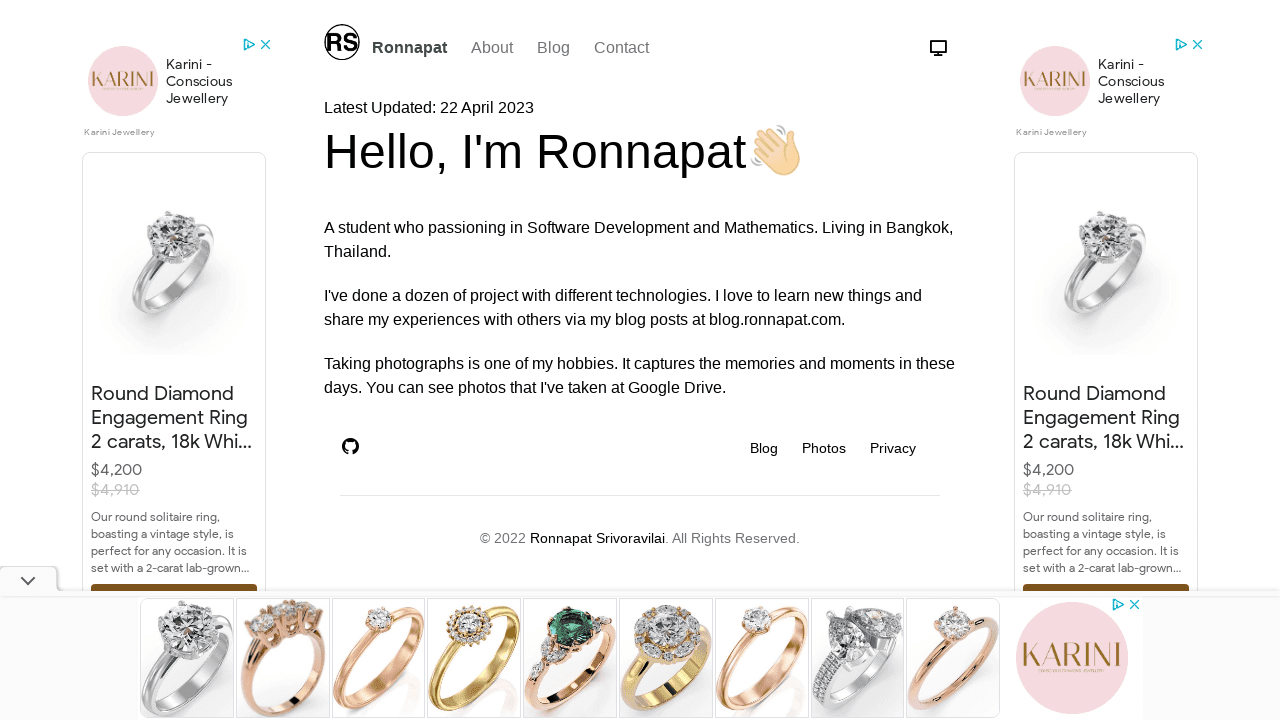 RS Ronnapat About Blog Contact
Latest Updated: 22 April 2023
Hello, I'm Ronnapat👋🏼
A student who passioning in Software Development and Mathematics. Living in Bangkok,
Thailand.
I've done a dozen of project with different technologies. I love to learn new things and
share my experiences with others via my blog posts at blog.ronnapat.com.
Taking photographs is one of my hobbies. It captures the memories and moments in these
days. You can see photos that I've taken at Google Drive.
Blog Photos Privacy
© 2022 Ronnapat Srivoravilai. All Rights Reserved.
KARINI
Karini -
Conscious
Jewellery
Karini Jewellery
Round Diamond
Engagement Ring
2 carats, 18k Whi...
$4,200
$4,910
Our round solitaire ring,
boasting a vintage style, is
perfect for any occasion. It is
set with a 2-carat lab-grown...
KARINI
Karini -
Conscious
Jewellery
Karini Jewellery
Round Diamond
Engagement Ring
2 carats, 18k Whi...
$4,200
$4,910
Our round solitaire ring,
boasting a vintage style, is
perfect for any occasion. It is
set with a 2-carat lab-grown...
KARINI